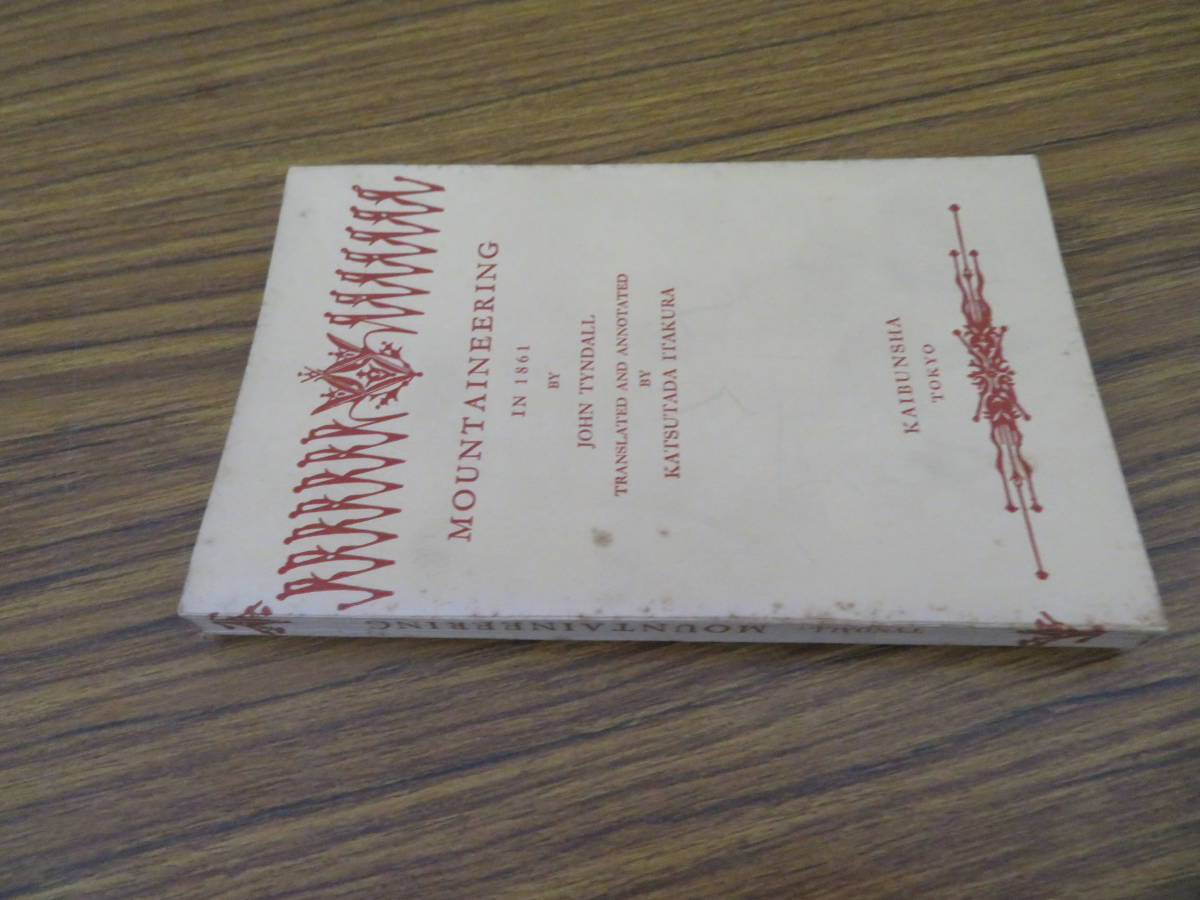 MOUNTAINEERING
IN 1861
BY
JOHN TYNDALL
TRANSLATED AND ANNOTATED
BY
KATSUTADA ITAKURA
KAIBUNSHA
TOKYO
MOUNTAINEERING
TYNDALL